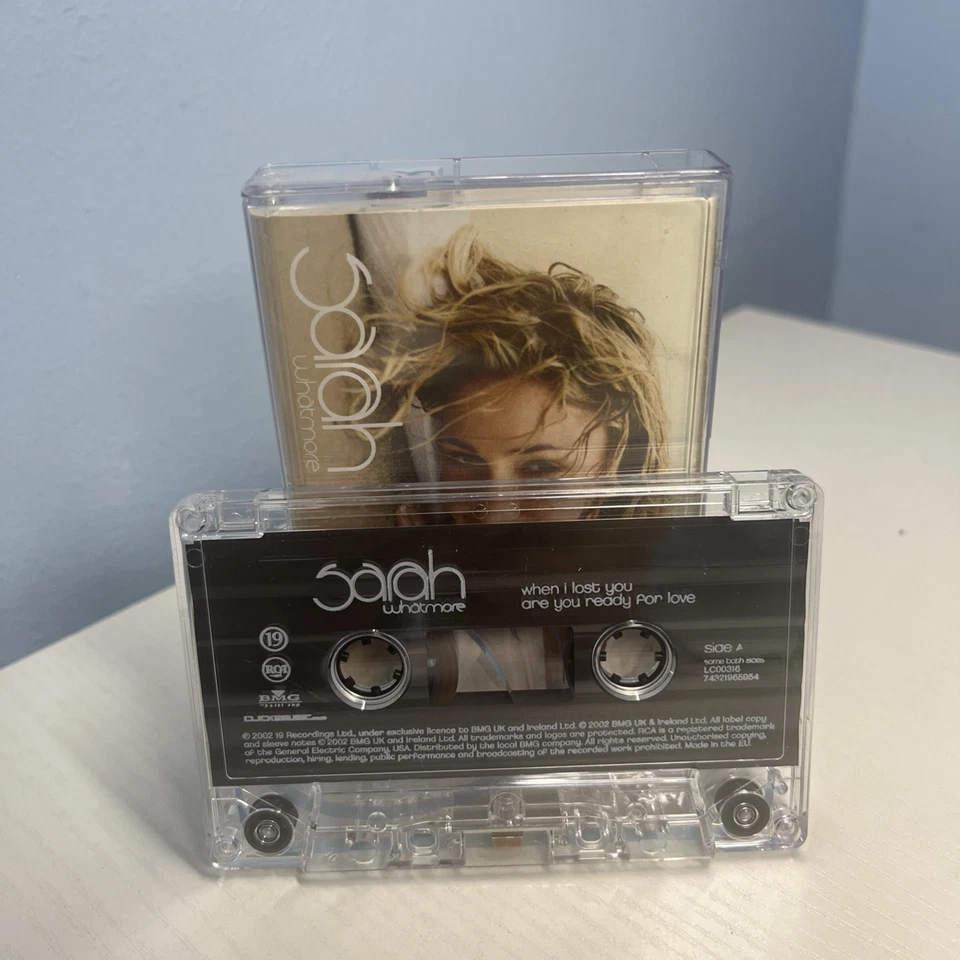 sarah
whatmore
sarah
whatmore
when i lost you
are you ready for love
19
RCA
BMG
side A
same both sides
LC00316
74321965954
℗ 2002 19 Recordings Ltd., under exclusive licence to BMG UK and Ireland Ltd. © 2002 BMG UK & Ireland Ltd. All label copy
and sleeve notes © 2002 BMG UK and Ireland Ltd. All trademarks and logos are protected. RCA is a registered trademark
of the General Electric Company, USA. Distributed by the local BMG company. All rights reserved. Unauthorised copying,
reproduction, hiring, lending, public performance and broadcasting of the recorded work prohibited. Made in the EU.